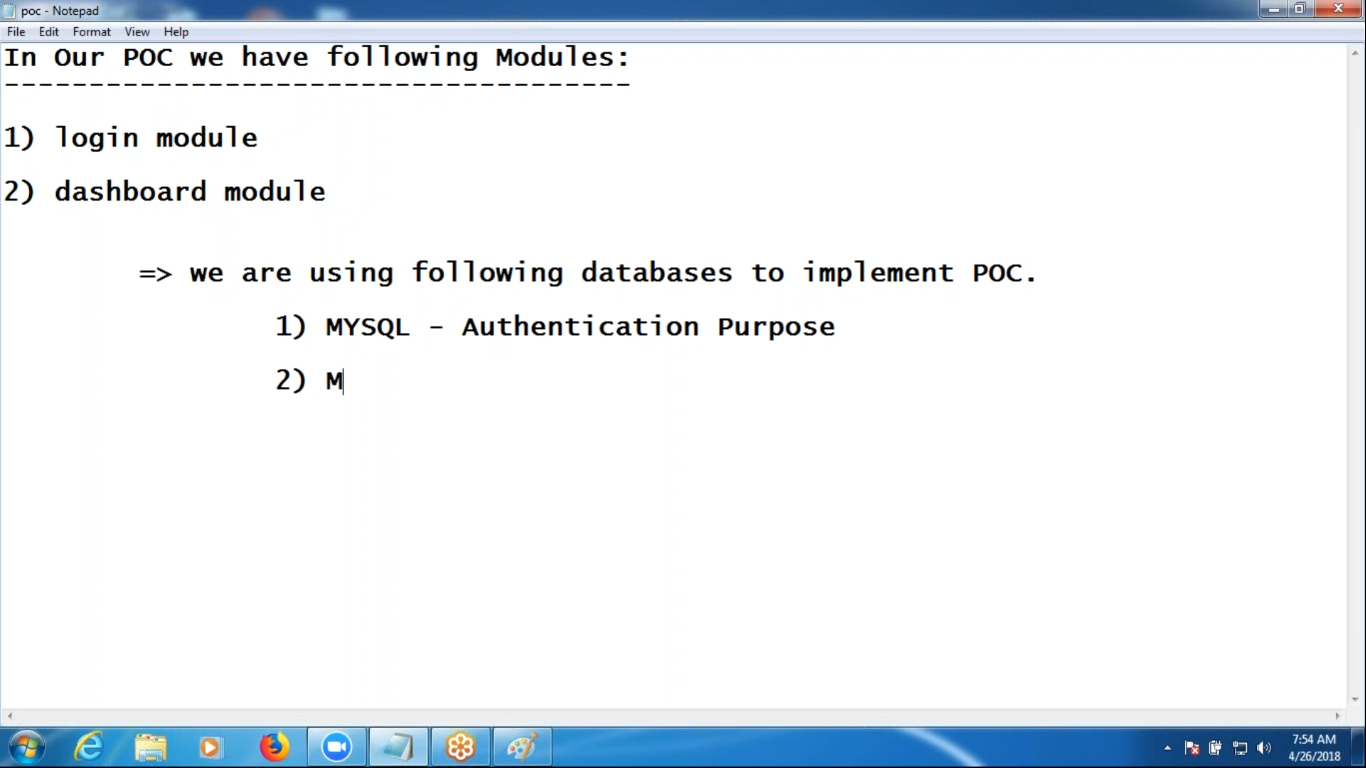 poc - Notepad
File Edit Format View Help
In Our POC we have following Modules:
-------------------------------------
1) login module
2) dashboard module
=> we are using following databases to implement POC.
1) MYSQL - Authentication Purpose
2) M
7:54 AM
4/26/2018